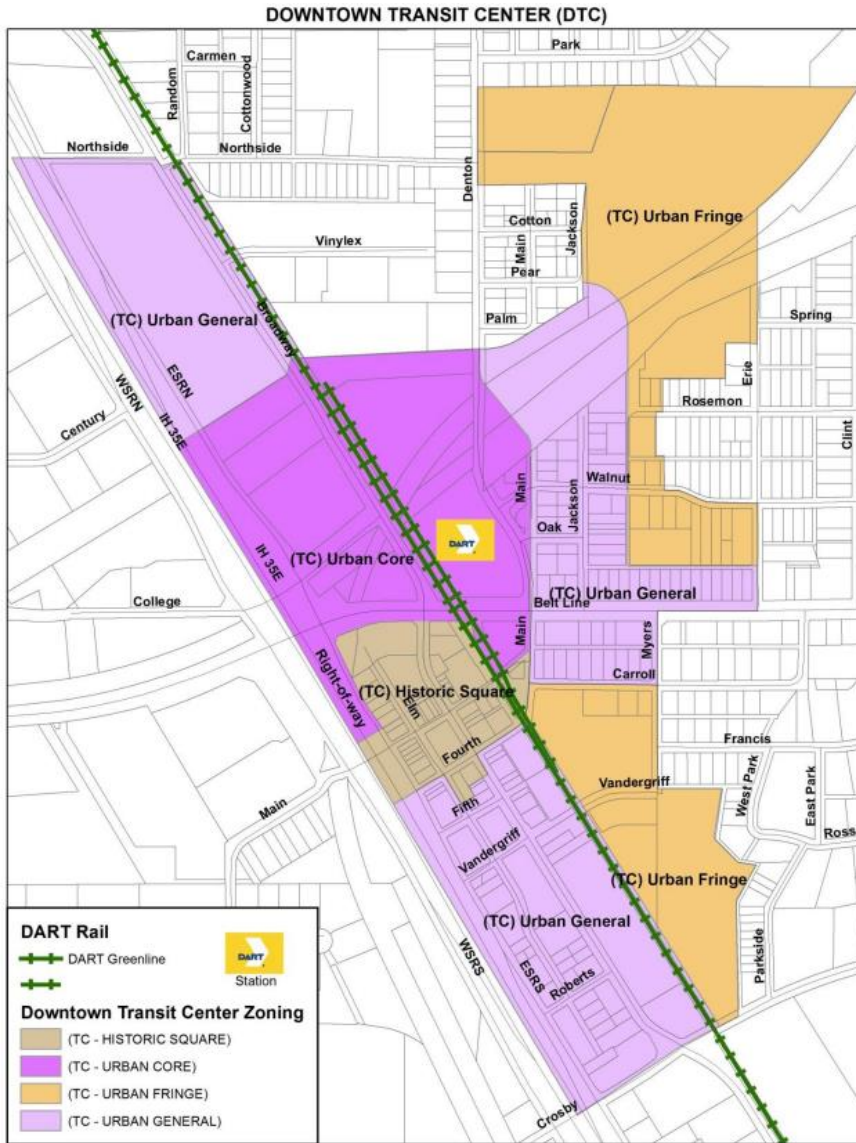 DOWNTOWN TRANSIT CENTER (DTC)
Park
Carmen
Random
Cottonwood
Northside
Northside
Denton
Cotton
Main
Jackson
(TC) Urban Fringe
Vinylex
Pear
Palm
(TC) Urban General
Broadway
Spring
ESRN
WSRN
IH 35E
Erie
Rosemon
Century
Clint
Main
Jackson
Walnut
Oak
DART
IH 35E
(TC) Urban Core
(TC) Urban General
College
Belt Line
Main
Myers
Right-of-way
Carroll
(TC) Historic Square
Elm
Fourth
Francis
Main
Vandergriff
West Park
East Park
Fifth
Ross
Vandergriff
(TC) Urban Fringe
(TC) Urban General
WSRS
ESRS
Roberts
Parkside
Crosby
DART Rail
DART Greenline
DART
Station
Downtown Transit Center Zoning
(TC - HISTORIC SQUARE)
(TC - URBAN CORE)
(TC - URBAN FRINGE)
(TC - URBAN GENERAL)